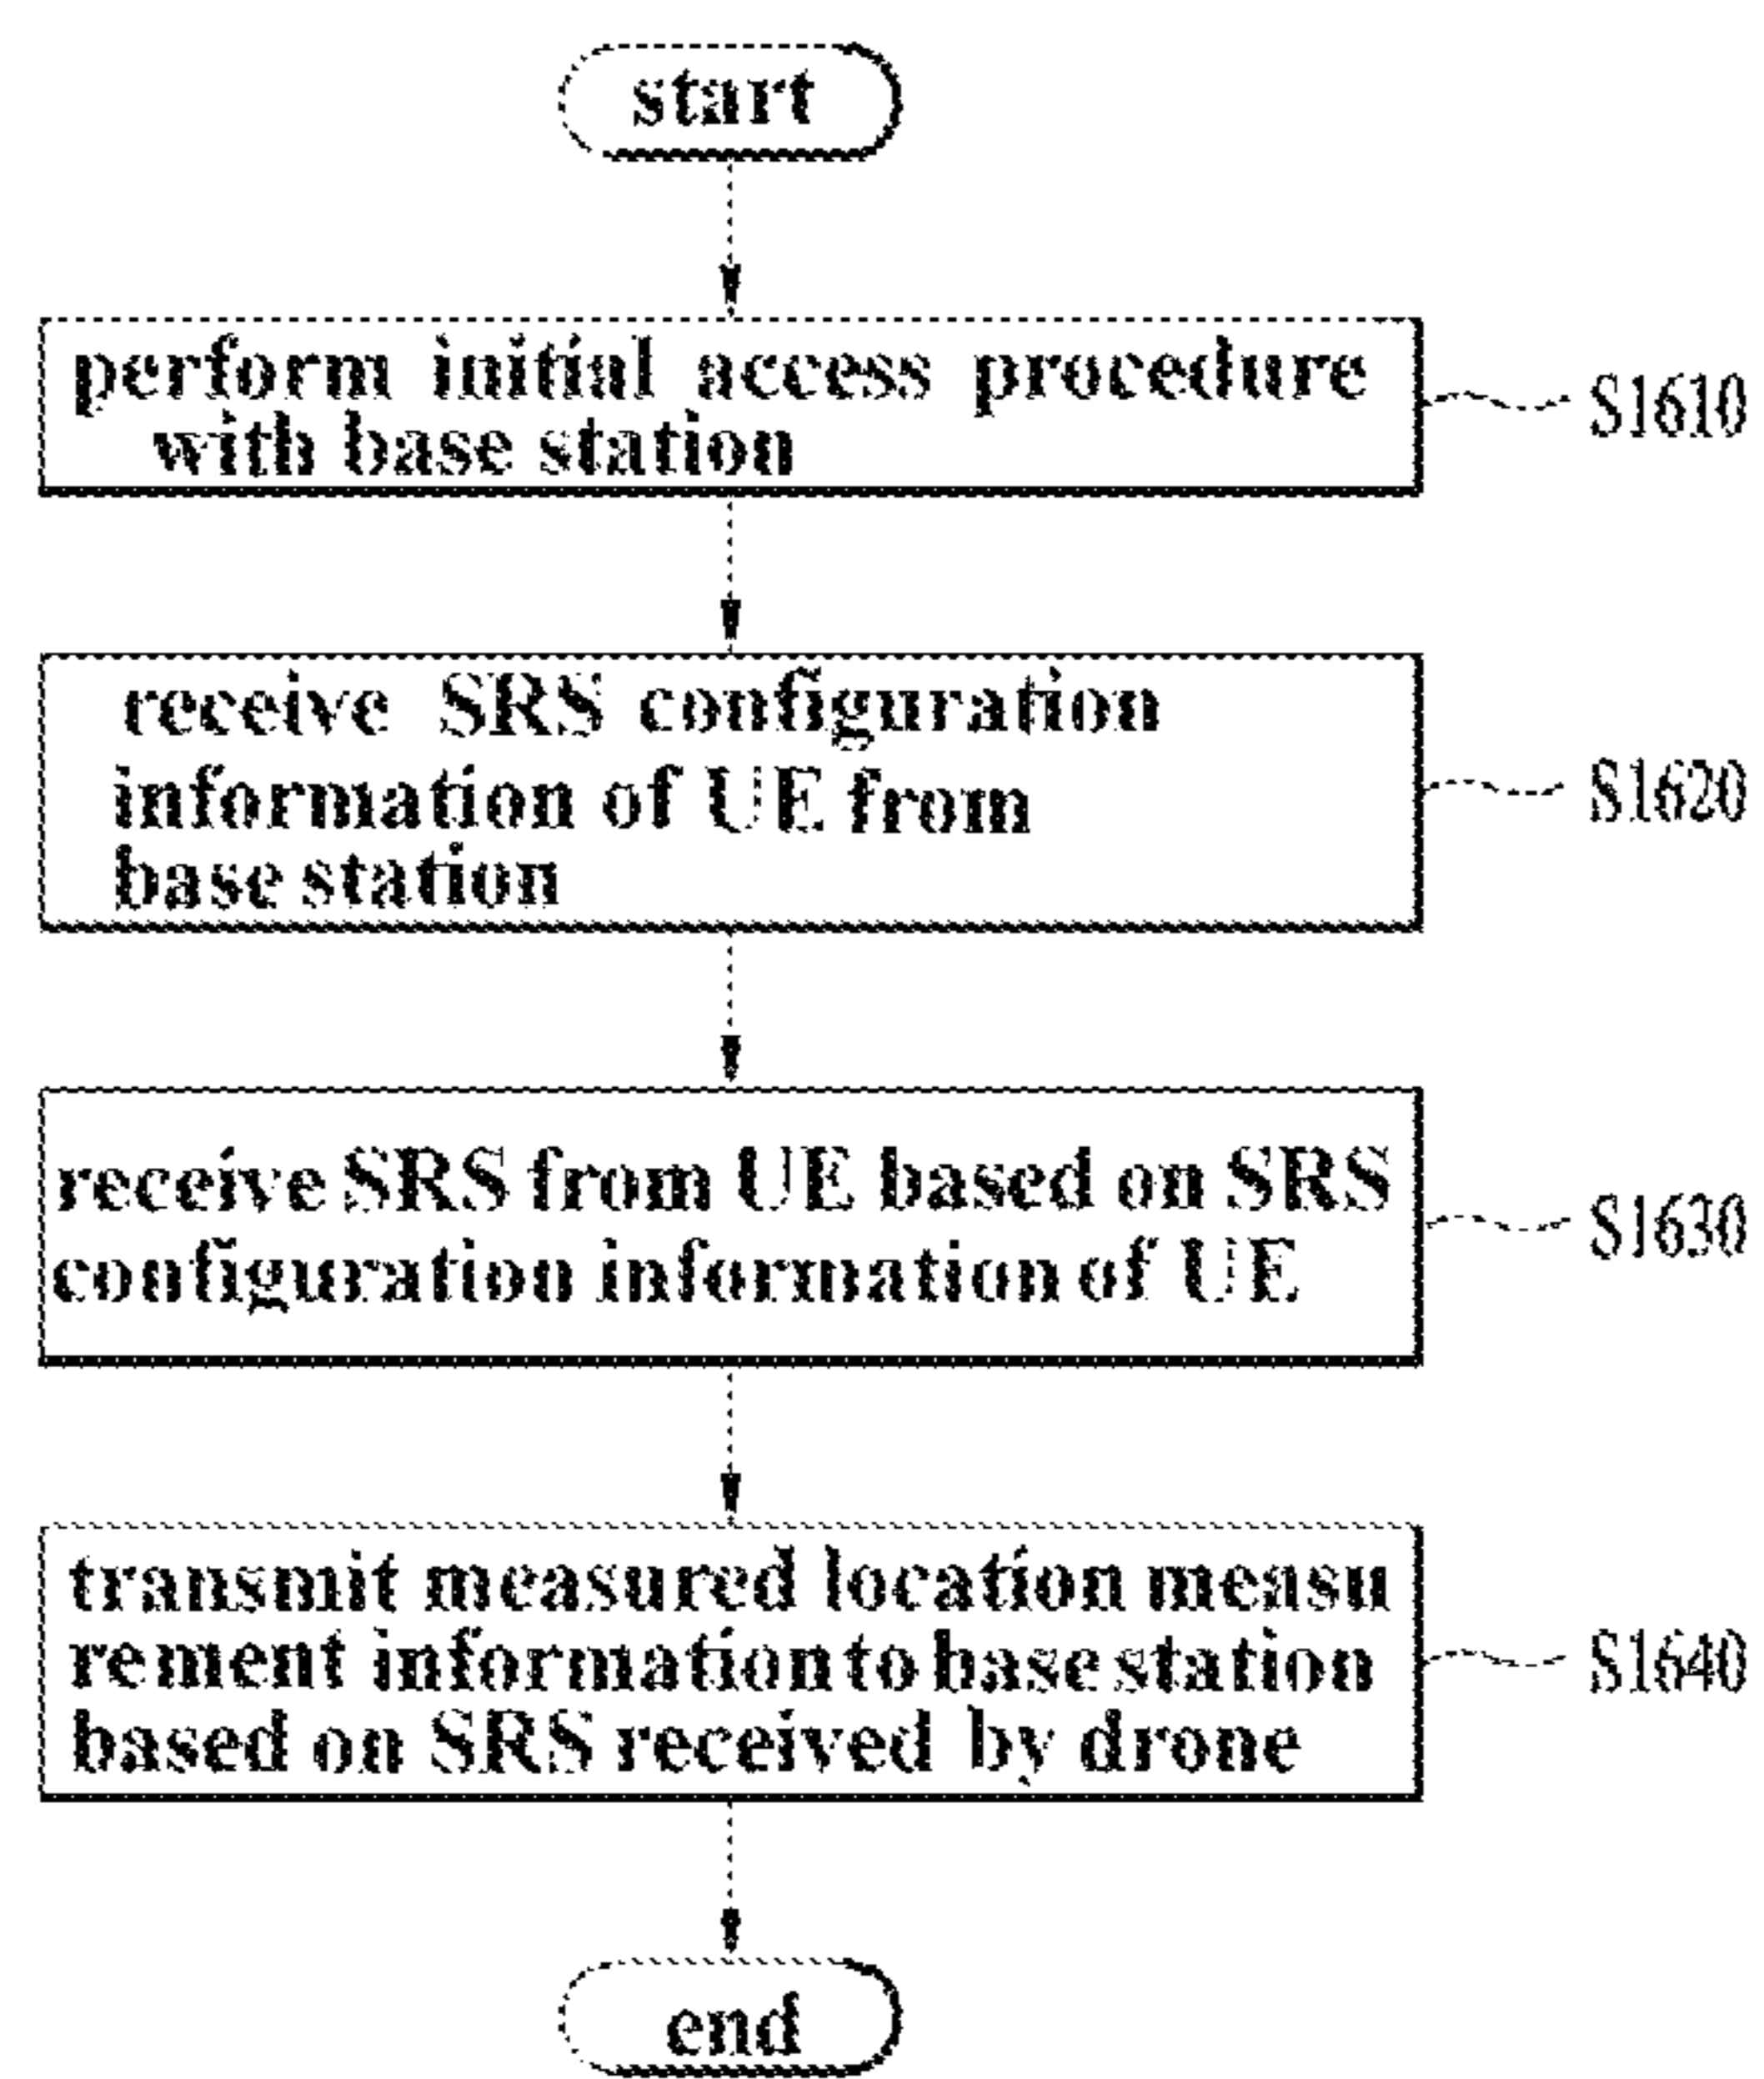 start
perform initial access procedure
with base station
S1610
receive SRS configuration
information of UE from
base station
S1620
receive SRS from UE based on SRS
configuration information of UE
S1630
transmit measured location measu
rement information to base station
based on SRS received by drone
S1640
end